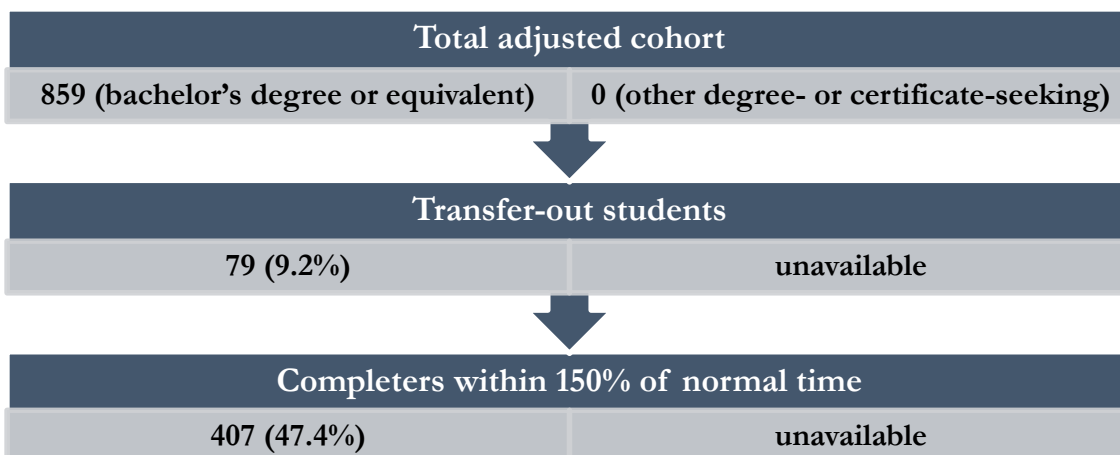 Total adjusted cohort
859 (bachelor’s degree or equivalent)
0 (other degree- or certificate-seeking)
Transfer-out students
79 (9.2%)
unavailable
Completers within 150% of normal time
407 (47.4%)
unavailable